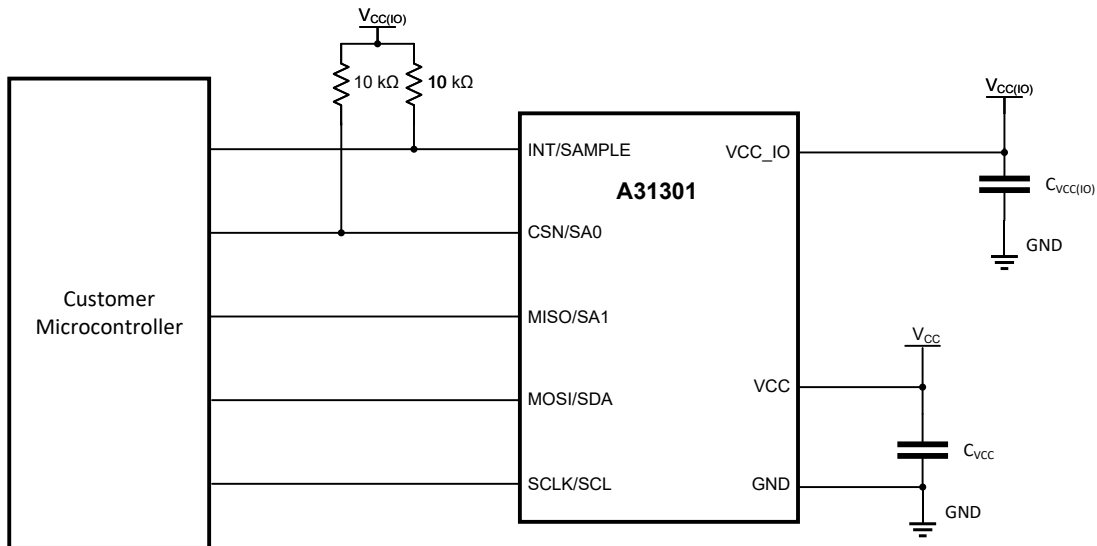 VCC(IO)
10 kΩ 10 kΩ
VCC(IO)
INT/SAMPLE VCC_IO
A31301
CVCC(IO)
CSN/SA0
GND
Customer
Microcontroller
MISO/SA1
VCC
VCC
MOSI/SDA
CVCC
SCLK/SCL GND
GND